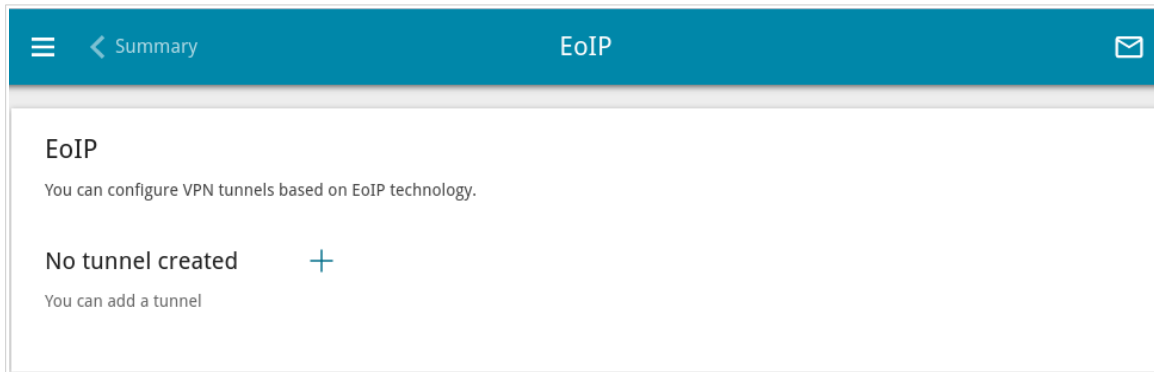 Summary
EoIP
EoIP
You can configure VPN tunnels based on EoIP technology.
No tunnel created
You can add a tunnel